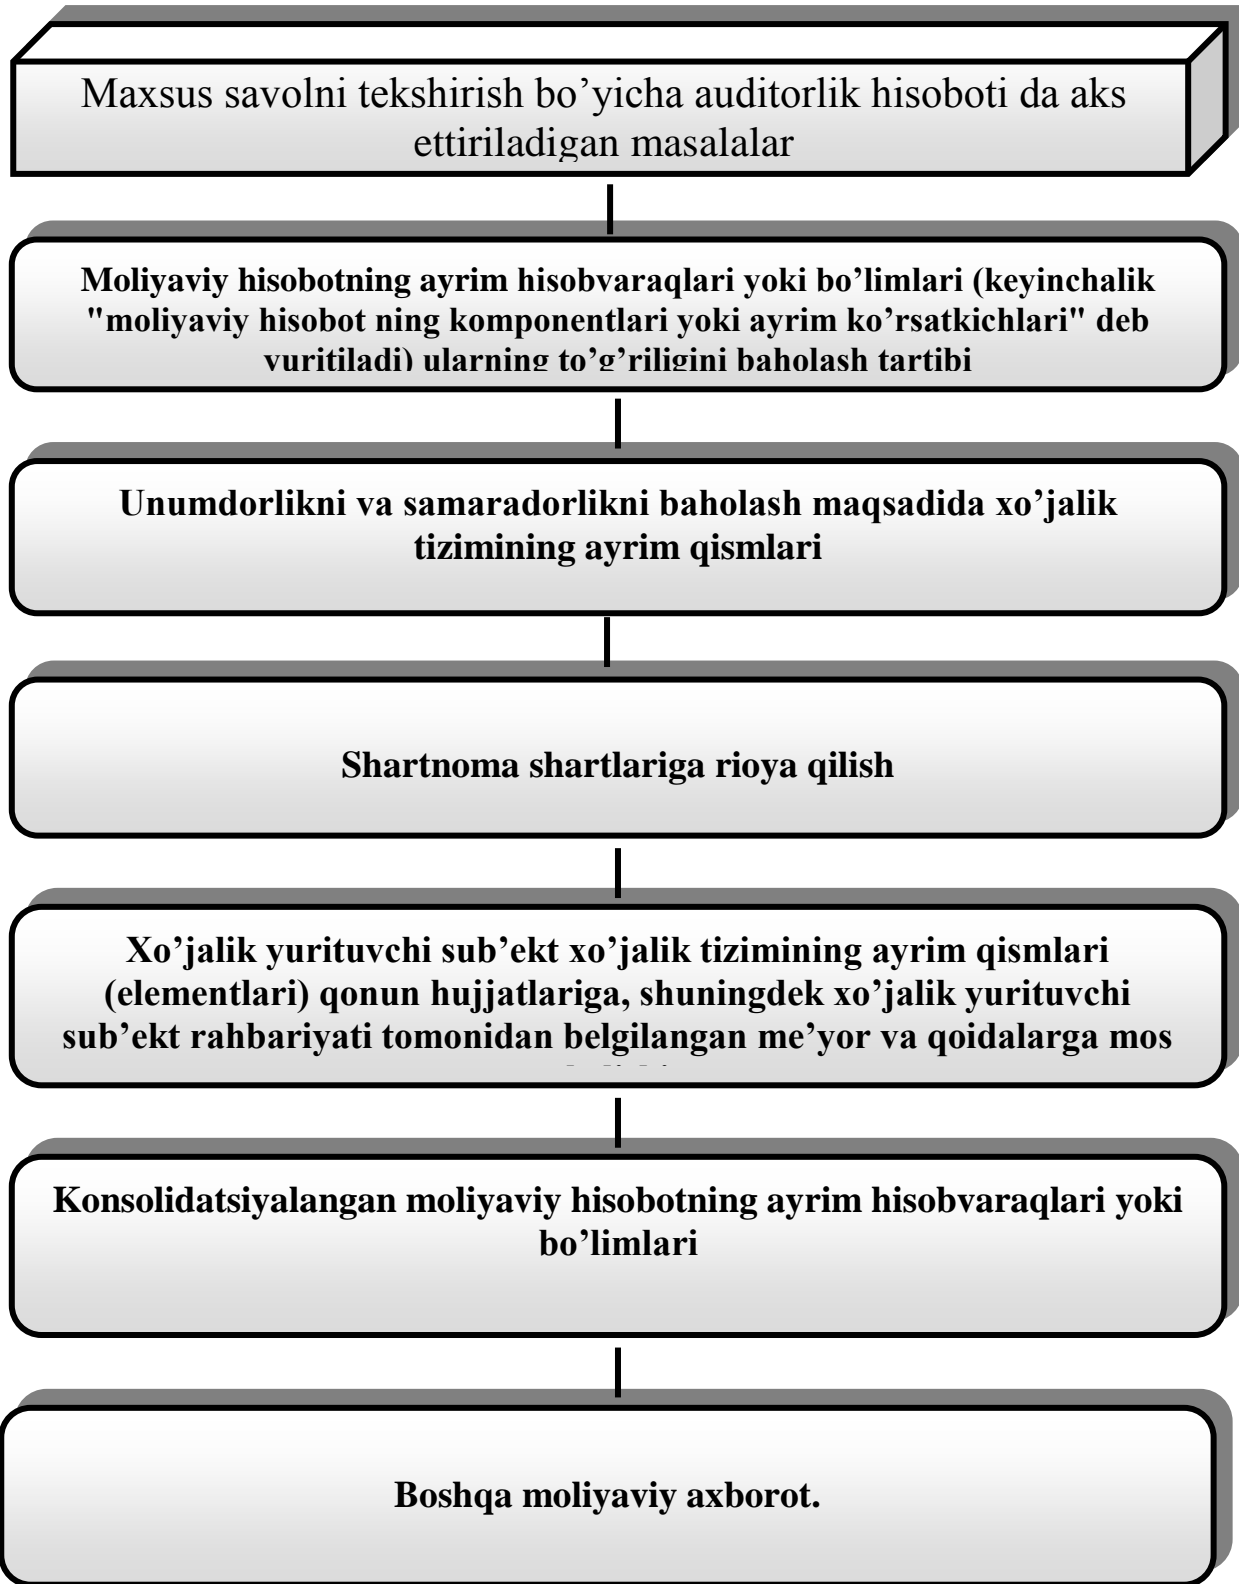 Maxsus savolni tekshirish bo’yicha auditorlik hisoboti da aks
ettiriladigan masalalar
Moliyaviy hisobotning ayrim hisobvaraqlari yoki bo’limlari (keyinchalik
"moliyaviy hisobot ning komponentlari yoki ayrim ko’rsatkichlari" deb
yuritiladi) ularning to’g’riligini baholash tartibi
Unumdorlikni va samaradorlikni baholash maqsadida xo’jalik
tizimining ayrim qismlari
Shartnoma shartlariga rioya qilish
Xo’jalik yurituvchi sub’ekt xo’jalik tizimining ayrim qismlari
(elementlari) qonun hujjatlariga, shuningdek xo’jalik yurituvchi
sub’ekt rahbariyati tomonidan belgilangan me’yor va qoidalarga mos
Konsolidatsiyalangan moliyaviy hisobotning ayrim hisobvaraqlari yoki
bo’limlari
Boshqa moliyaviy axborot.